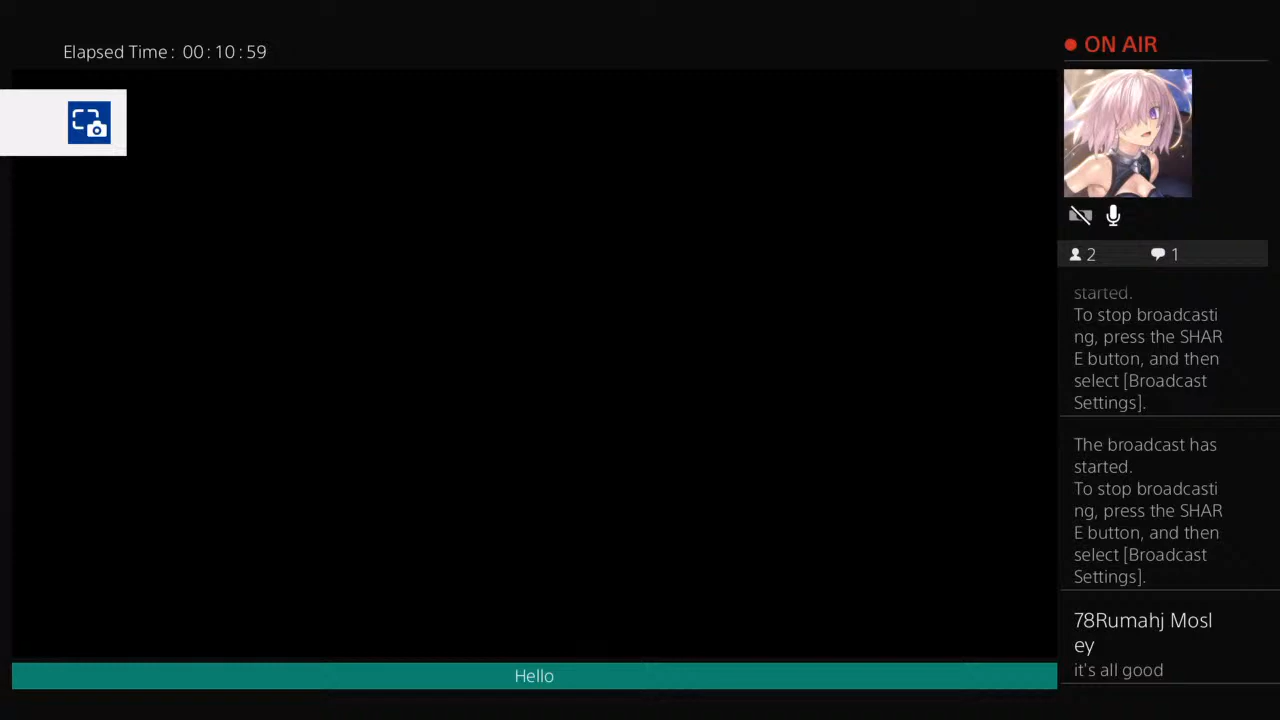 Elapsed Time: 00:10:59
ON AIR
2
1
started.
To stop broadcasti
ng, press the SHAR
E button, and then
select [Broadcast
Settings].
The broadcast has
started.
To stop broadcasti
ng, press the SHAR
E button, and then
select [Broadcast
Settings].
78Rumahj Mosl
ey
it's all good
Hello